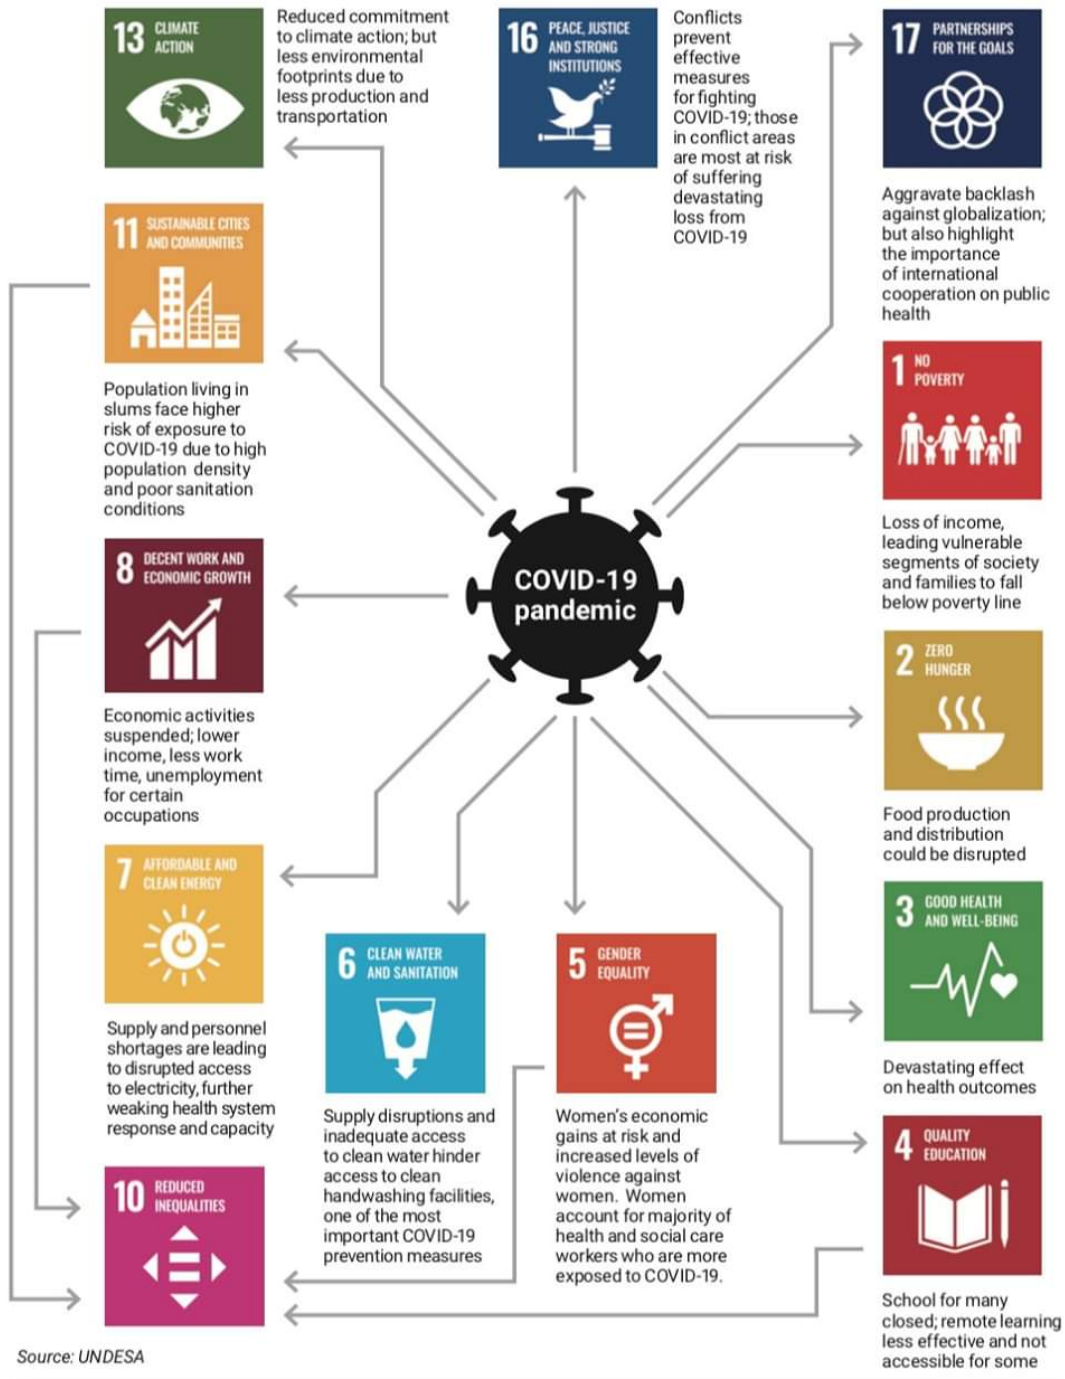 13 CLIMATE
ACTION
Reduced commitment
to climate action; but
less environmental
footprints due to
less production and
transportation
16 PEACE, JUSTICE
AND STRONG
INSTITUTIONS
Conflicts
prevent
effective
measures
for fighting
COVID-19; those
in conflict areas
are most at risk
of suffering
devastating
loss from
COVID-19
17 PARTNERSHIPS
FOR THE GOALS
Aggravate backlash
against globalization;
but also highlight
the importance
of international
cooperation on public
health
11 SUSTAINABLE CITIES
AND COMMUNITIES
Population living in
slums face higher
risk of exposure to
COVID-19 due to high
population density
and poor sanitation
conditions
1 NO
POVERTY
Loss of income,
leading vulnerable
segments of society
and families to fall
below poverty line
COVID-19
pandemic
8 DECENT WORK AND
ECONOMIC GROWTH
Economic activities
suspended; lower
income, less work
time, unemployment
for certain
occupations
2 ZERO
HUNGER
Food production
and distribution
could be disrupted
7 AFFORDABLE AND
CLEAN ENERGY
Supply and personnel
shortages are leading
to disrupted access
to electricity, further
weaking health system
response and capacity
6 CLEAN WATER
AND SANITATION
Supply disruptions and
inadequate access
to clean water hinder
access to clean
handwashing facilities,
one of the most
important COVID-19
prevention measures
5 GENDER
EQUALITY
Women's economic
gains at risk and
increased levels of
violence against
women. Women
account for majority of
health and social care
workers who are more
exposed to COVID-19.
3 GOOD HEALTH
AND WELL-BEING
Devastating effect
on health outcomes
4 QUALITY
EDUCATION
School for many
closed; remote learning
less effective and not
accessible for some
10 REDUCED
INEQUALITIES
Source: UNDESA